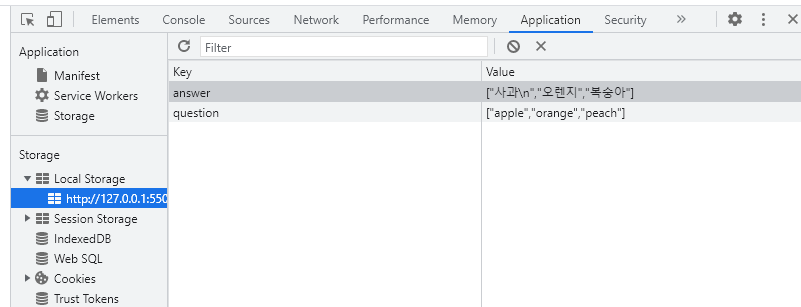 Elements Console Sources Network Performance Memory Application Security »
Application
Manifest
Service Workers
Storage
Storage
Local Storage
http://127.0.0.1:550
Session Storage
IndexedDB
Web SQL
Cookies
Trust Tokens
Filter
Key Value
answer ["사과\n","오렌지","복숭아"]
question ["apple","orange","peach"]